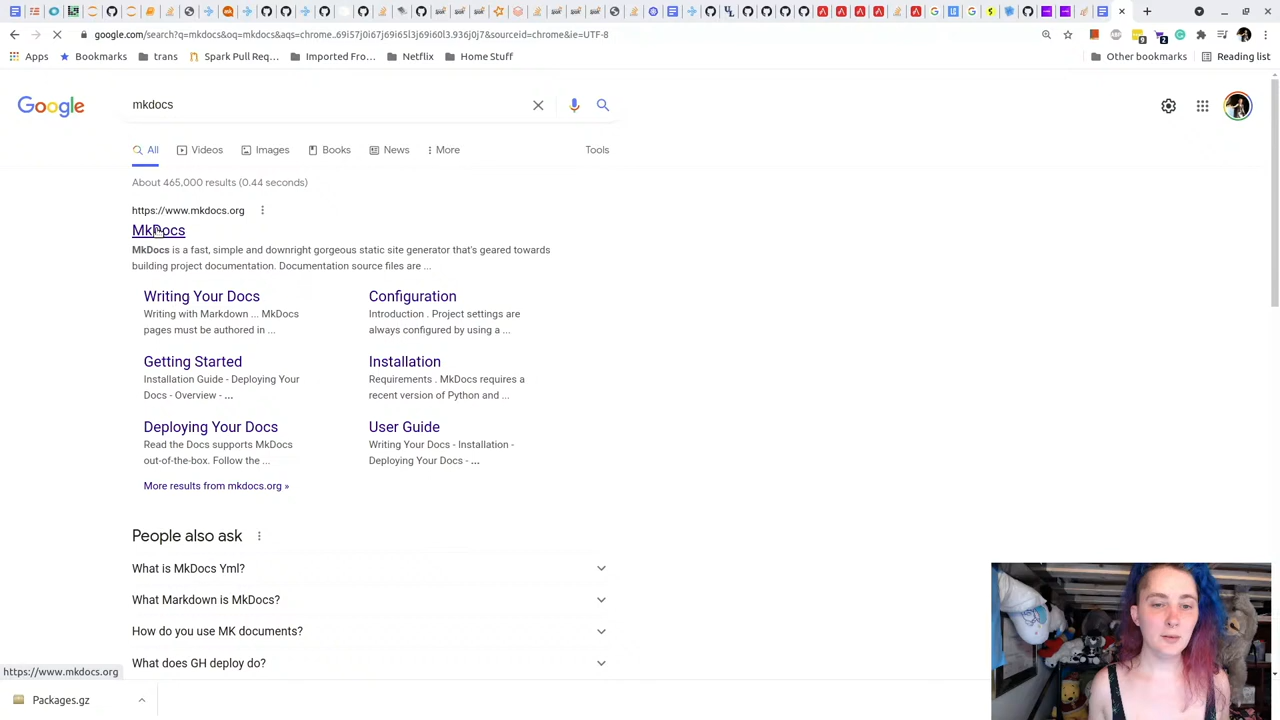 google.com/search?q=mkdocs&oq=mkdocs&aqs=chrome..69i57j0i67j69i65l3j69i60l3.936j0j7&sourceid=chrome&ie=UTF-8
Apps
Bookmarks
trans
Spark Pull Req...
Imported Fro...
Netflix
Home Stuff
Other bookmarks
Reading list
Google
mkdocs
All
Videos
Images
Books
News
More
Tools
About 465,000 results (0.44 seconds)
https://www.mkdocs.org
MkDocs
MkDocs is a fast, simple and downright gorgeous static site generator that's geared towards
building project documentation. Documentation source files are ...
Writing Your Docs
Writing with Markdown ... MkDocs
pages must be authored in ...
Configuration
Introduction . Project settings are
always configured by using a ...
Getting Started
Installation Guide - Deploying Your
Docs - Overview - ...
Installation
Requirements . MkDocs requires a
recent version of Python and ...
Deploying Your Docs
Read the Docs supports MkDocs
out-of-the-box. Follow the ...
User Guide
Writing Your Docs - Installation -
Deploying Your Docs - ...
More results from mkdocs.org »
People also ask
What is MkDocs Yml?
What Markdown is MkDocs?
How do you use MK documents?
What does GH deploy do?
https://www.mkdocs.org
Packages.gz